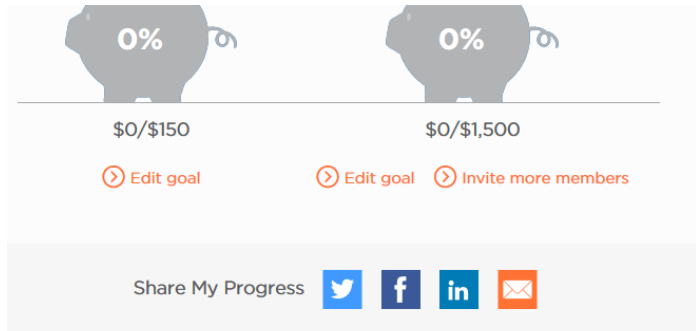 0% 0%
$0/$150 $0/$1,500
Edit goal Edit goal Invite more members
Share My Progress f in